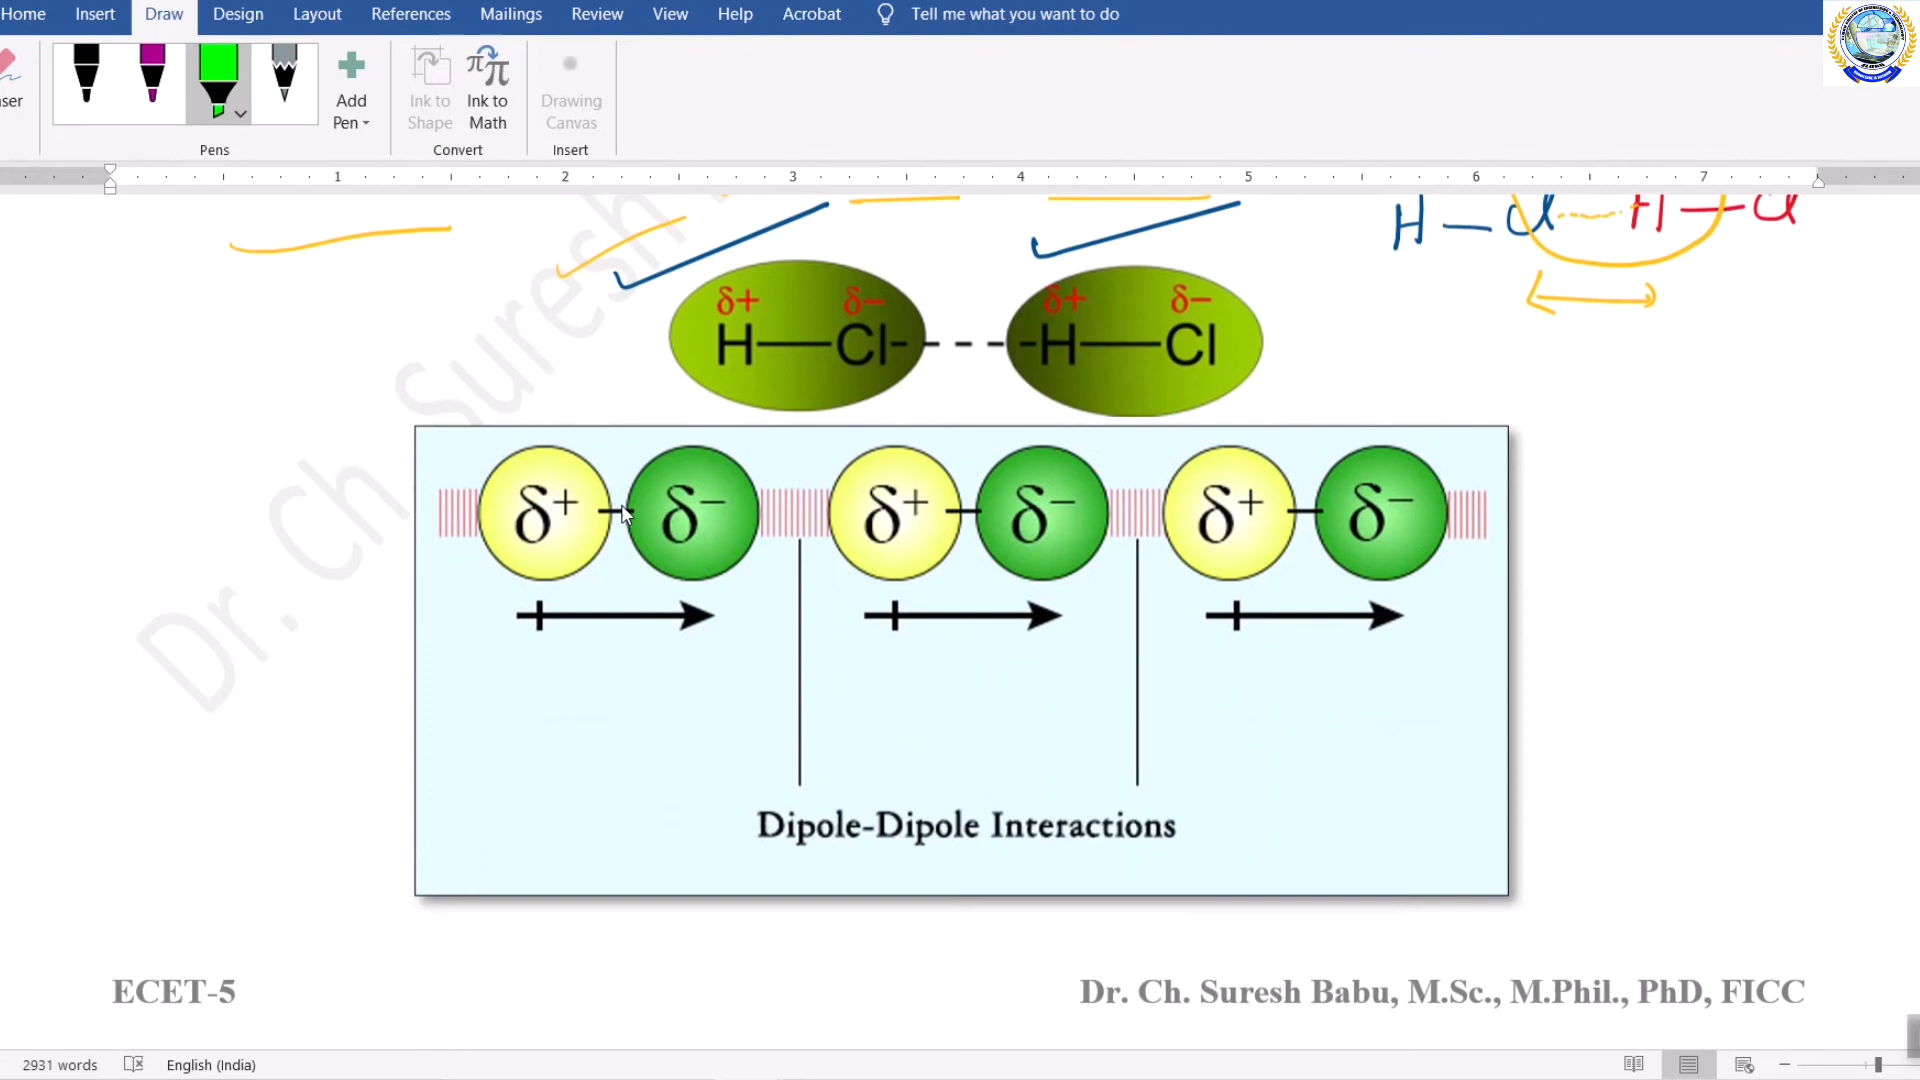 Home Insert Draw Design Layout References Mailings Review View Help Acrobat Tell me what you want to do
ser
Add Pen
Ink to Shape
Ink to Math
Drawing Canvas
Pens Convert Insert
1 2 3 4 5 6 7
H — Cl ---- H — Cl
δ+ δ− δ+ δ−
H—Cl- - - - -H—Cl
δ+ δ− δ+ δ− δ+ δ−
Dipole-Dipole Interactions
Dr. Ch Suresh
ECET-5 Dr. Ch. Suresh Babu, M.Sc., M.Phil., PhD, FICC
2931 words English (India)